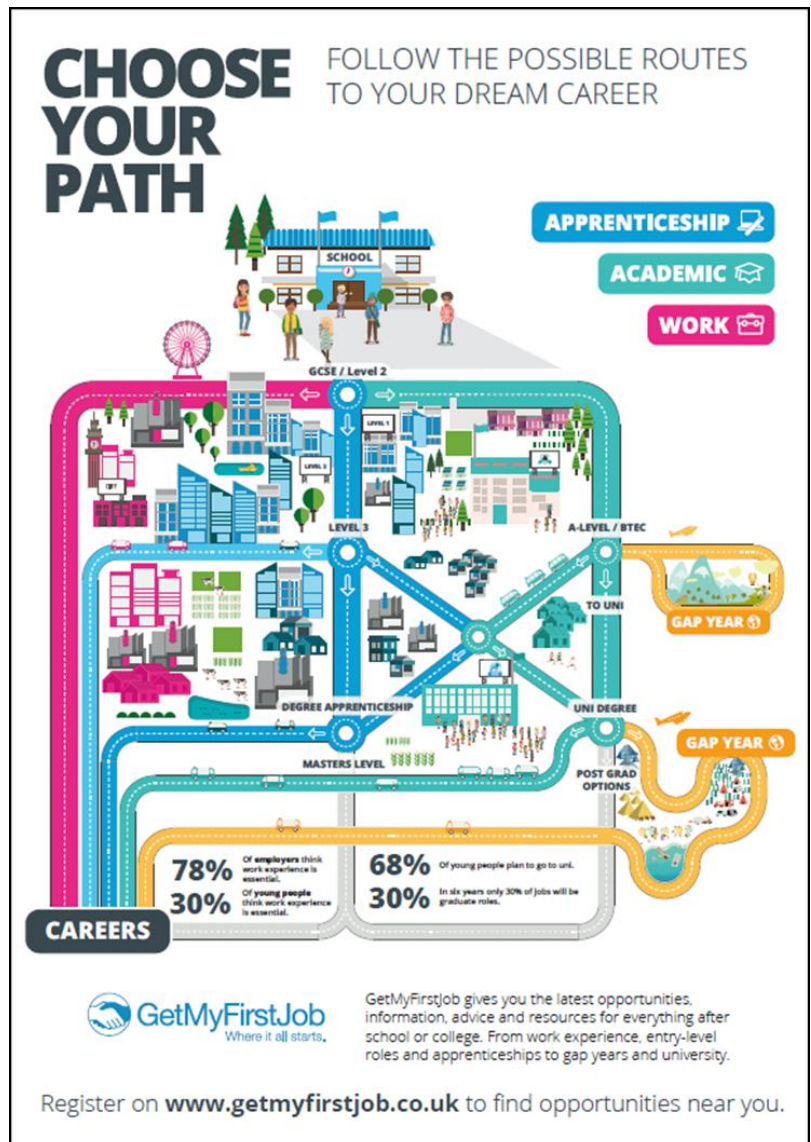 CHOOSE
YOUR
PATH
FOLLOW THE POSSIBLE ROUTES
TO YOUR DREAM CAREER
APPRENTICESHIP
ACADEMIC
WORK
SCHOOL
GCSE / Level 2
LEVEL 1
LEVEL 3
A-LEVEL / BTEC
TO UNI
GAP YEAR
DEGREE APPRENTICESHIP
UNI DEGREE
MASTERS LEVEL
GAP YEAR
POST GRAD
OPTIONS
78%
Of employers think
work experience is
essential.
30%
Of young people
think work experience
is essential.
68%
Of young people plan to go to uni.
30%
In six years only 30% of jobs will be
graduate roles.
CAREERS
GetMyFirstJob
Where it all starts.
GetMyFirstJob gives you the latest opportunities,
information, advice and resources for everything after
school or college. From work experience, entry-level
roles and apprenticeships to gap years and university.
Register on www.getmyfirstjob.co.uk to find opportunities near you.